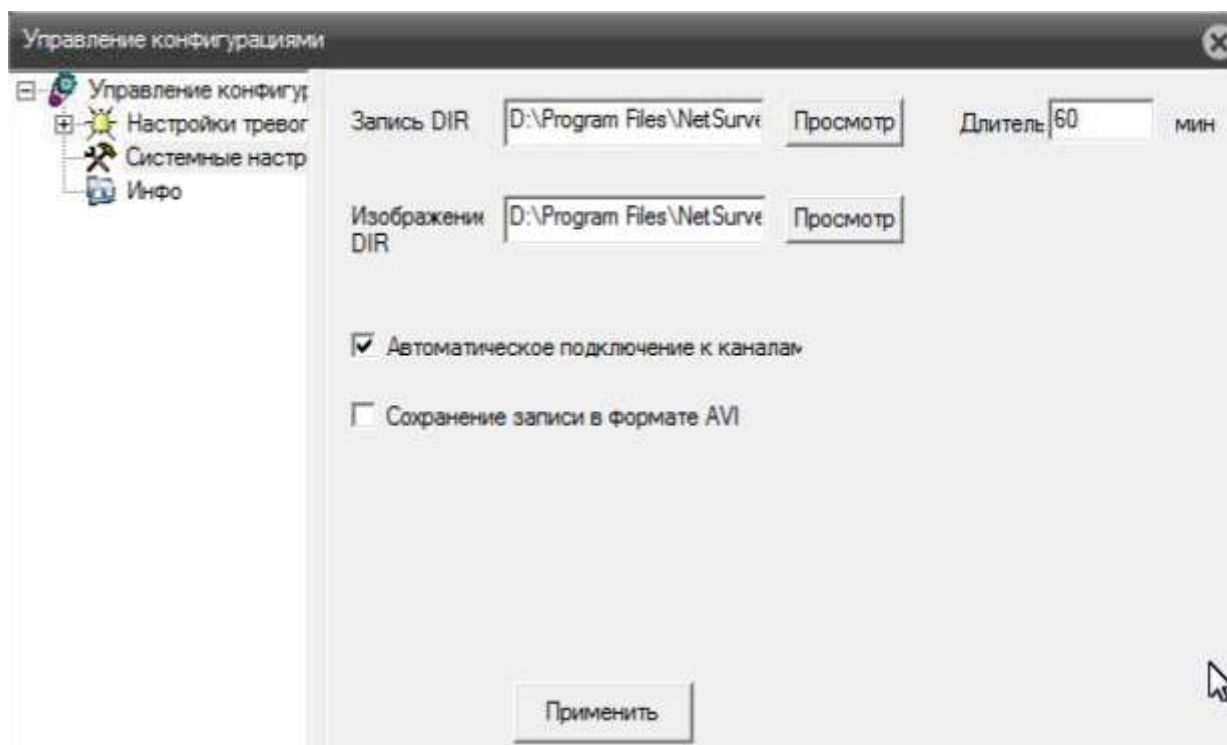 Управление конфигурациями
Управление конфигур
Настройки тревог
Системные настр
Инфо
Запись DIR D:\Program Files\NetSurve Просмотр Длитель 60 мин
Изображение D:\Program Files\NetSurve Просмотр
DIR
Автоматическое подключение к каналам
Сохранение записи в формате AVI
Применить